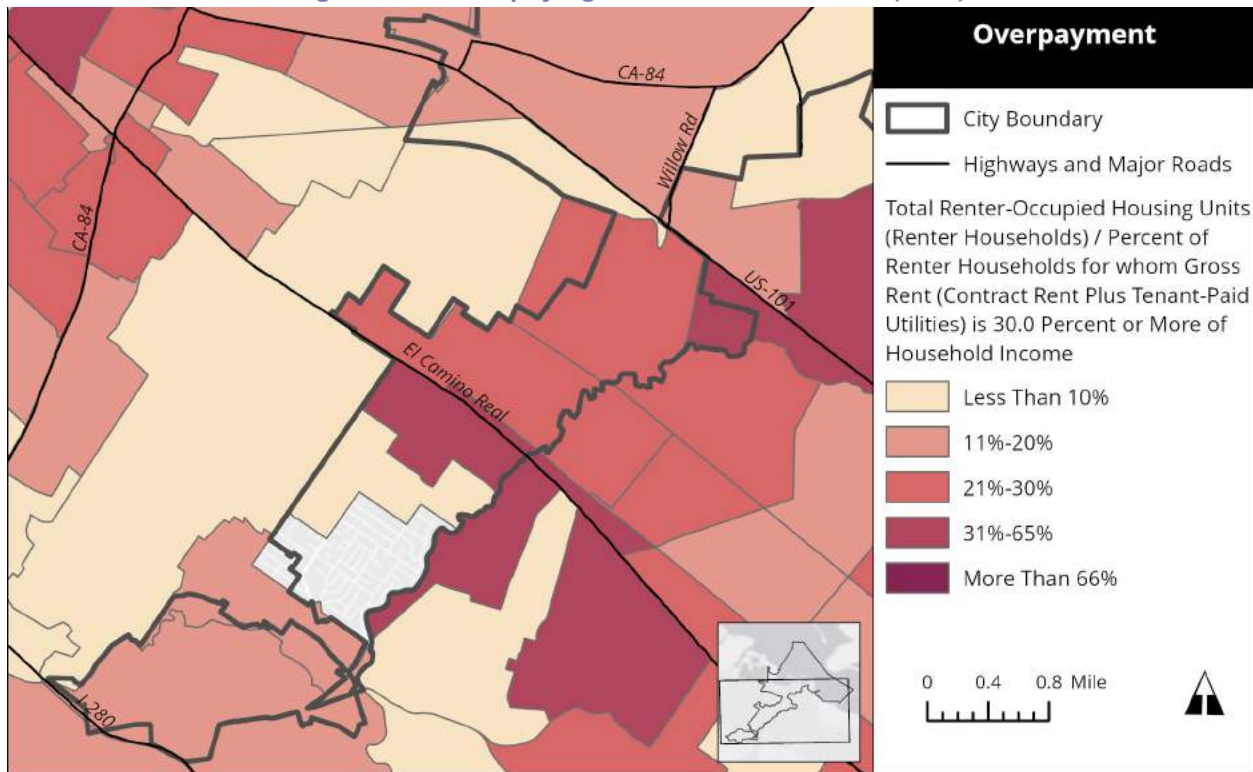 Overpayment
City Boundary
Highways and Major Roads
Total Renter-Occupied Housing Units
(Renter Households) / Percent of
Renter Households for whom Gross
Rent (Contract Rent Plus Tenant-Paid
Utilities) is 30.0 Percent or More of
Household Income
Less Than 10%
11%-20%
21%-30%
31%-65%
More Than 66%
0 0.4 0.8 Mile
CA-84
Willow Rd
CA-84
US-101
El Camino Real
I-280